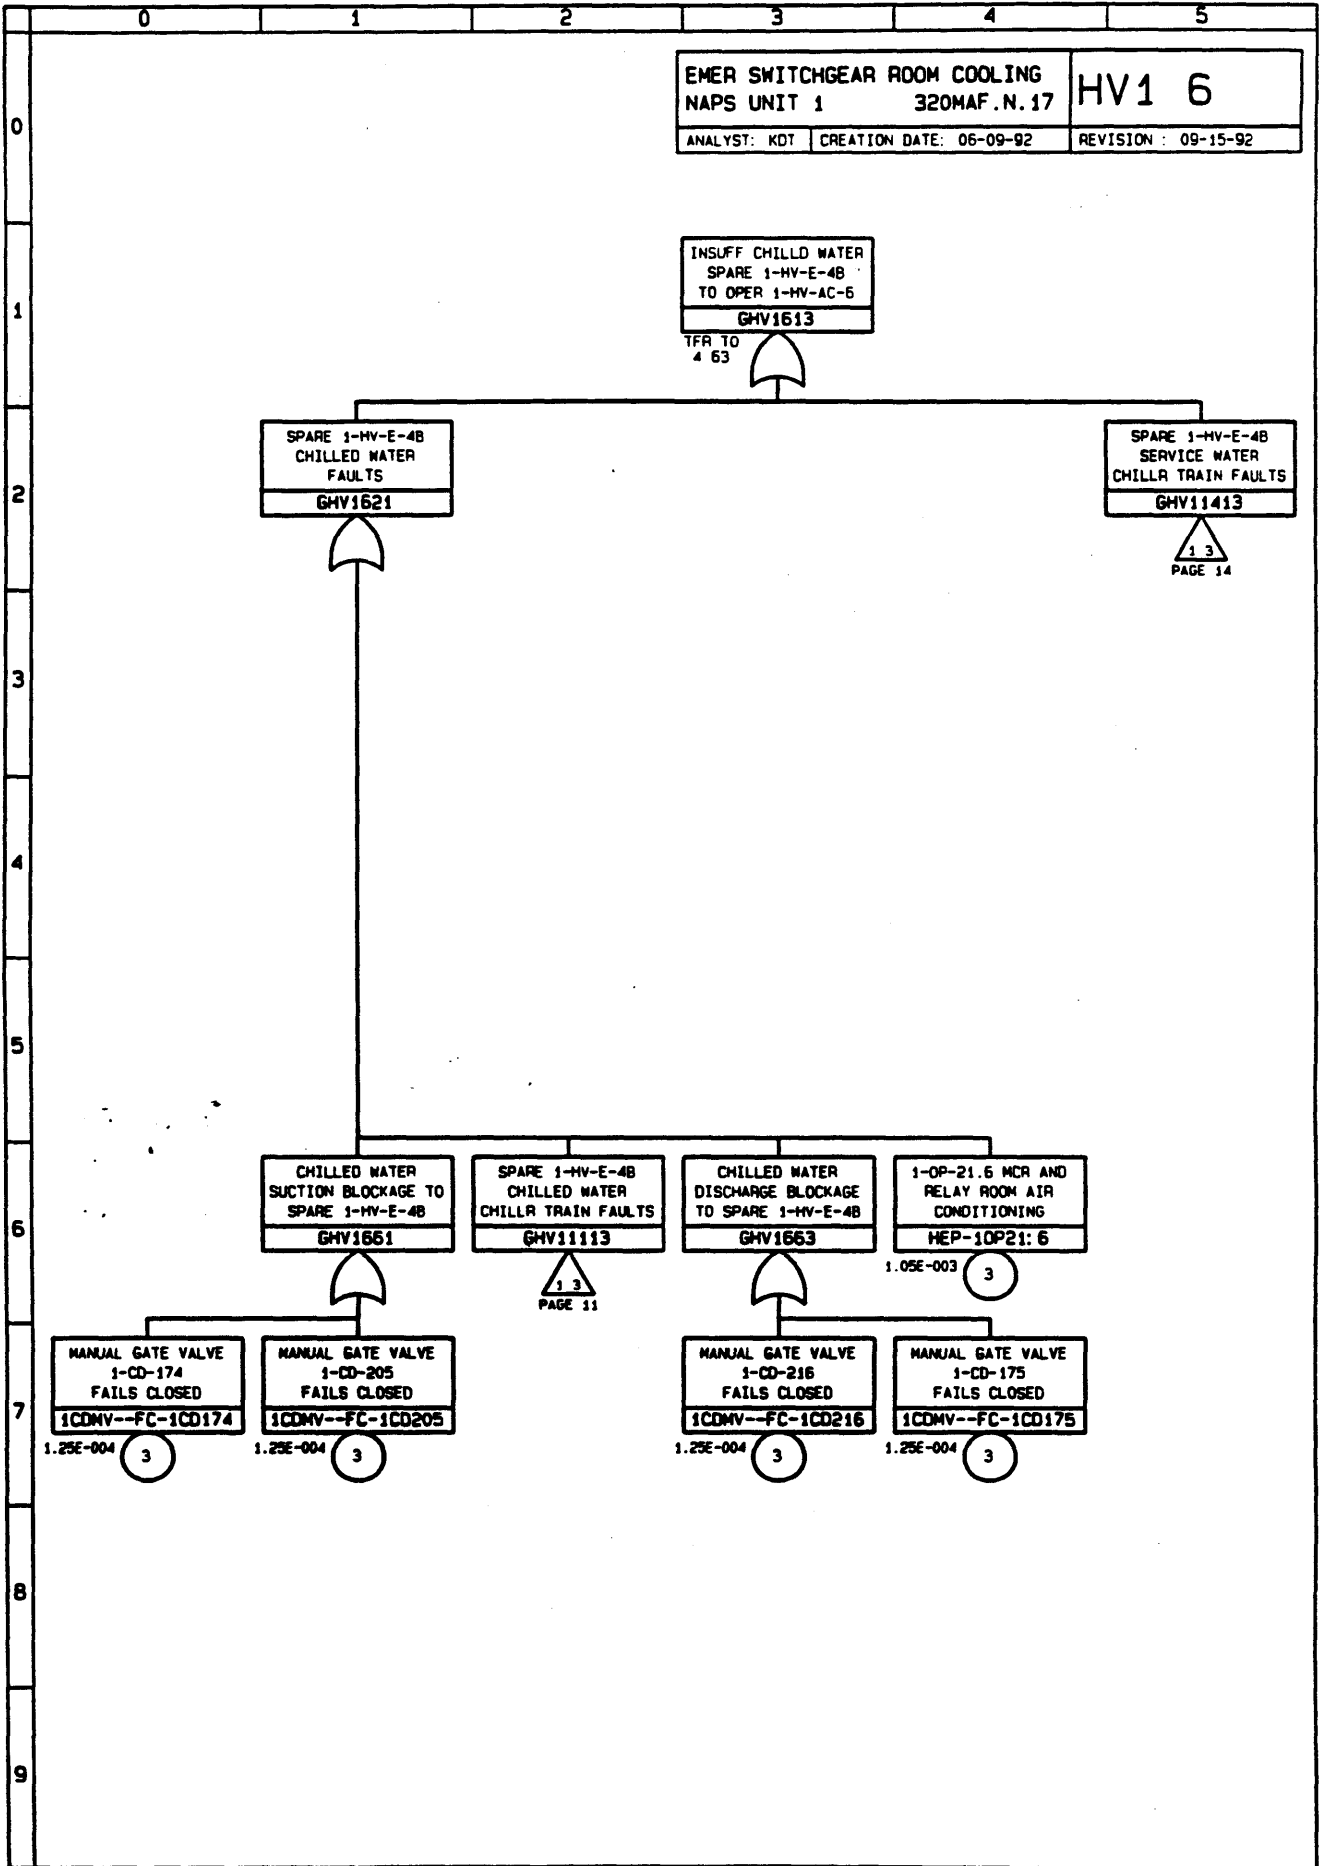 0 1 2 3 4 5
EMER SWITCHGEAR ROOM COOLING
NAPS UNIT 1 320MAF.N.17
HV1 6
ANALYST: KDT CREATION DATE: 06-09-92 REVISION : 09-15-92
0
INSUFF CHILLD WATER
SPARE 1-HV-E-4B
TO OPER 1-HV-AC-6
GHV1613
TFR TO
4 63
1
SPARE 1-HV-E-4B
CHILLED WATER
FAULTS
GHV1621
SPARE 1-HV-E-4B
SERVICE WATER
CHILLR TRAIN FAULTS
GHV11413
1 3
PAGE 14
2
3
4
5
CHILLED WATER
SUCTION BLOCKAGE TO
SPARE 1-HV-E-4B
GHV1661
SPARE 1-HV-E-4B
CHILLED WATER
CHILLR TRAIN FAULTS
GHV11113
1 3
PAGE 11
CHILLED WATER
DISCHARGE BLOCKAGE
TO SPARE 1-HV-E-4B
GHV1663
1-OP-21.6 MCR AND
RELAY ROOM AIR
CONDITIONING
HEP-1OP21:6
1.05E-003
3
6
MANUAL GATE VALVE
1-CD-174
FAILS CLOSED
1CDMV--FC-1CD174
1.25E-004
3
MANUAL GATE VALVE
1-CD-205
FAILS CLOSED
1CDMV--FC-1CD205
1.25E-004
3
MANUAL GATE VALVE
1-CD-216
FAILS CLOSED
1CDMV--FC-1CD216
1.25E-004
3
MANUAL GATE VALVE
1-CD-175
FAILS CLOSED
1CDMV--FC-1CD175
1.25E-004
3
7
8
9